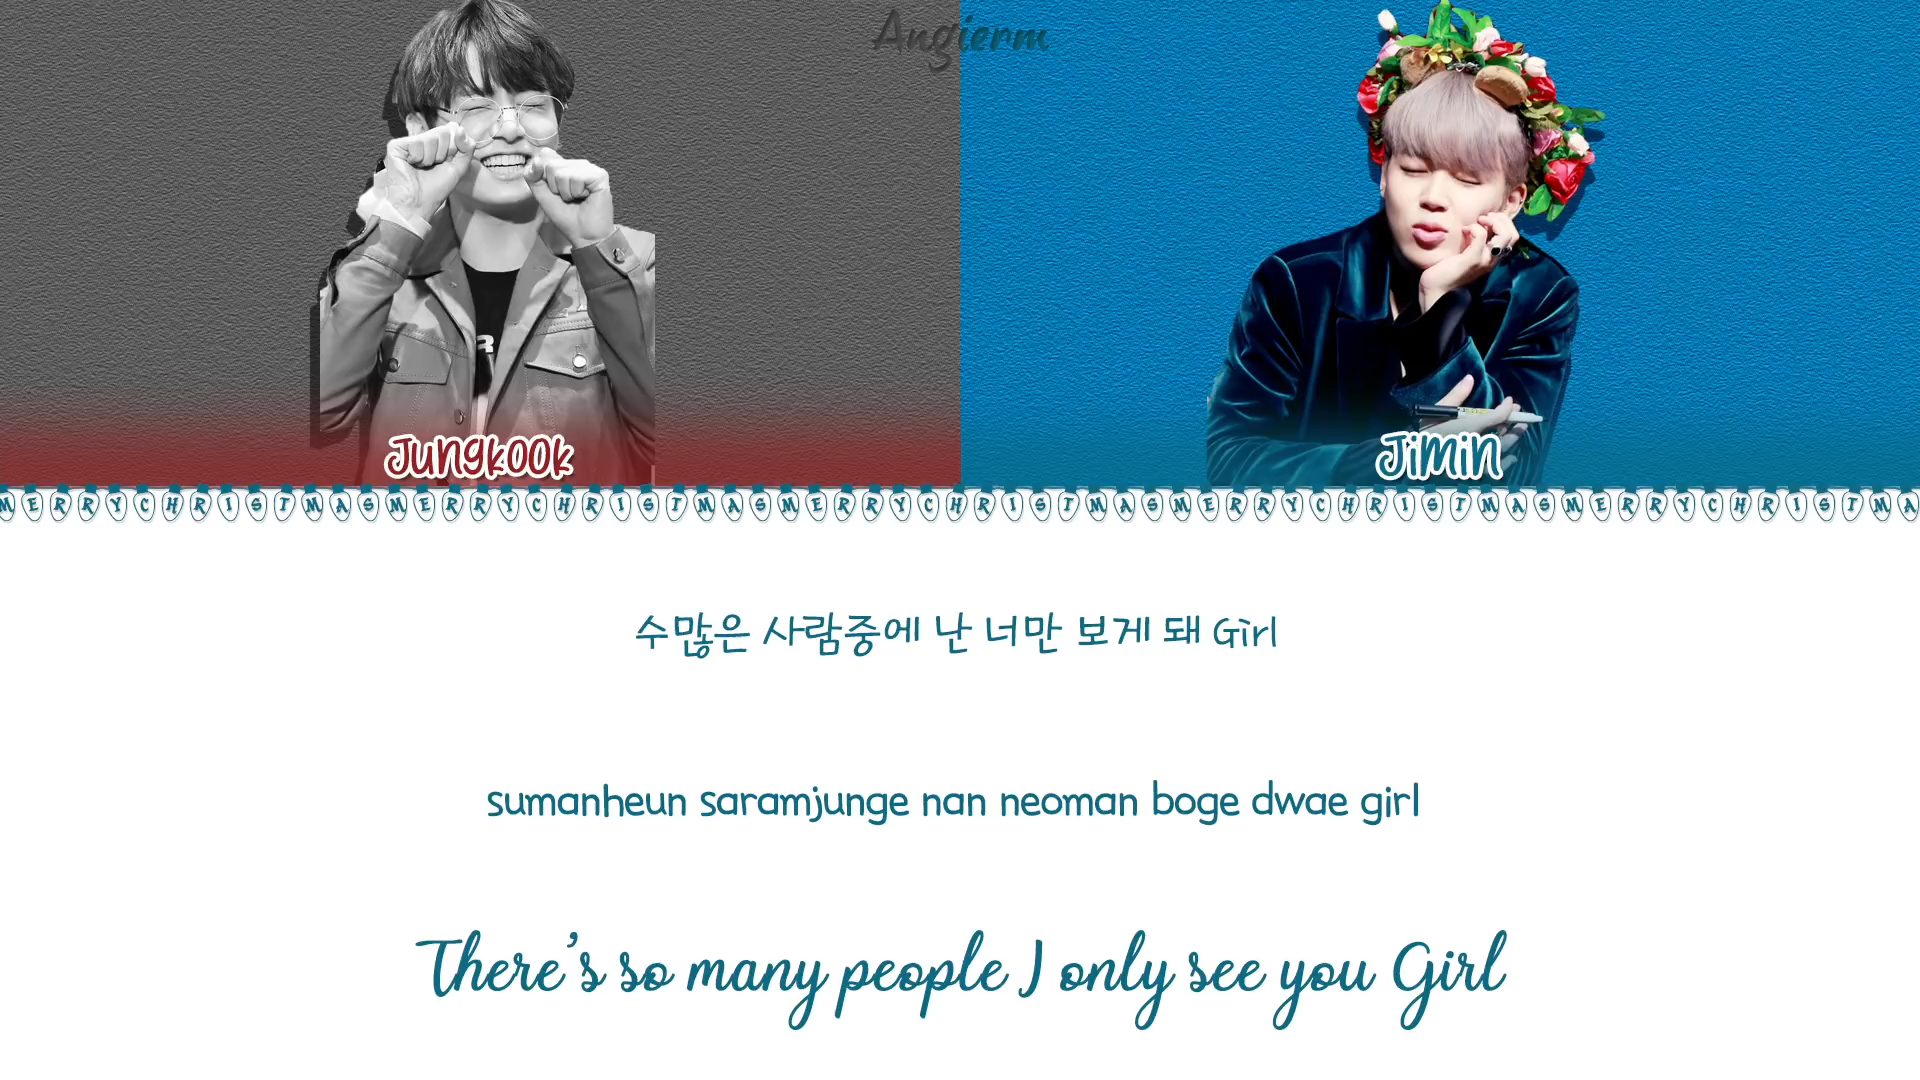 Angierm
R
Jungkook
Jimin
MERRYCHRISTMASMERRYCHRISTMASMERRYCHRISTMASMERRYCHRISTMASMERRYCHRISTMA
수많은 사람중에 난 너만 보게 돼 Girl
sumanheun saramjunge nan neoman boge dwae girl
There's so many people I only see you Girl